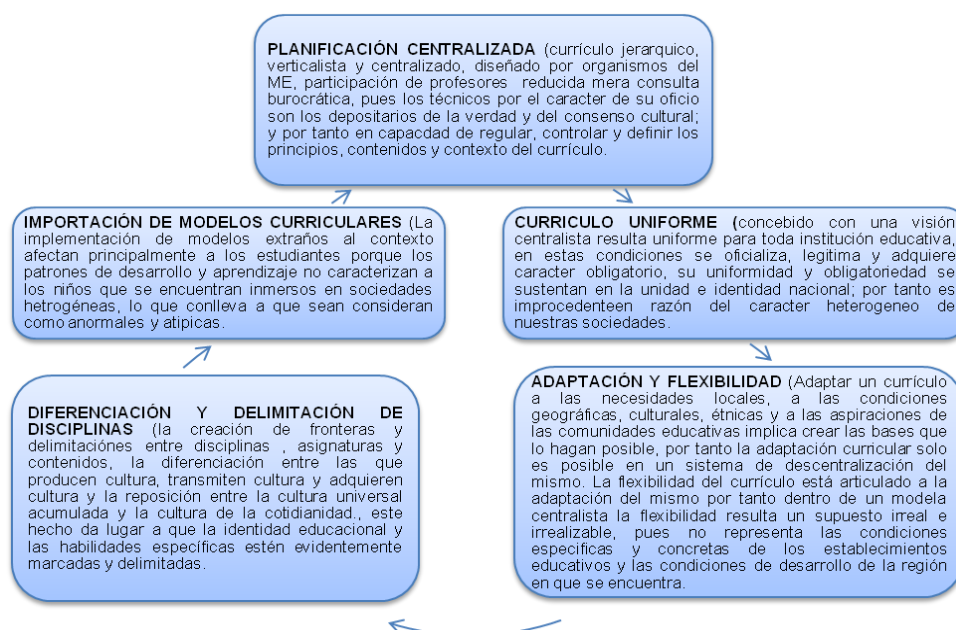 PLANIFICACIÓN CENTRALIZADA (currículo jerarquico,
verticalista y centralizado, diseñado por organismos del
ME, participación de profesores reducida mera consulta
burocrática, pues los técnicos por el caracter de su oficio
son los depositarios de la verdad y del consenso cultural;
y por tanto en capacdad de regular, controlar y definir los
principios, contenidos y contexto del currículo.
IMPORTACIÓN DE MODELOS CURRICULARES (La
implementación de modelos extraños al contexto
afectan principalmente a los estudiantes porque los
patrones de desarrollo y aprendizaje no caracterizan a
los niños que se encuentran inmersos en sociedades
hetrogéneas, lo que conlleva a que sean consideran
como anormales y atipicas.
CURRICULO UNIFORME (concebido con una visión
centralista resulta uniforme para toda institución educativa,
en estas condiciones se oficializa, legitima y adquiere
caracter obligatorio, su uniformidad y obligatoriedad se
sustentan en la unidad e identidad nacional; por tanto es
improcedenteen razón del caracter heterogeneo de
nuestras sociedades.
DIFERENCIACIÓN Y DELIMITACIÓN DE
DISCIPLINAS (la creación de fronteras y
delimitaciónes entre disciplinas , asignaturas y
contenidos, la diferenciación entre las que
producen cultura, transmiten cultura y adquieren
cultura y la reposición entre la cultura universal
acumulada y la cultura de la cotidianidad., este
hecho da lugar a que la identidad educacional y
las habilidades específicas estén evidentemente
marcadas y delimitadas.
ADAPTACIÓN Y FLEXIBILIDAD (Adaptar un currículo
a las necesidades locales, a las condiciones
geográficas, culturales, étnicas y a las aspiraciones de
las comunidades educativas implica crear las bases que
lo hagan posible, por tanto la adaptación curricular solo
es posible en un sistema de descentralización del
mismo. La flexibilidad del currículo está articulado a la
adaptación del mismo por tanto dentro de un modela
centralista la flexibilidad resulta un supuesto irreal e
irrealizable, pues no representa las condiciones
especificas y concretas de los establecimientos
educativos y las condiciones de desarrollo de la región
en que se encuentra.